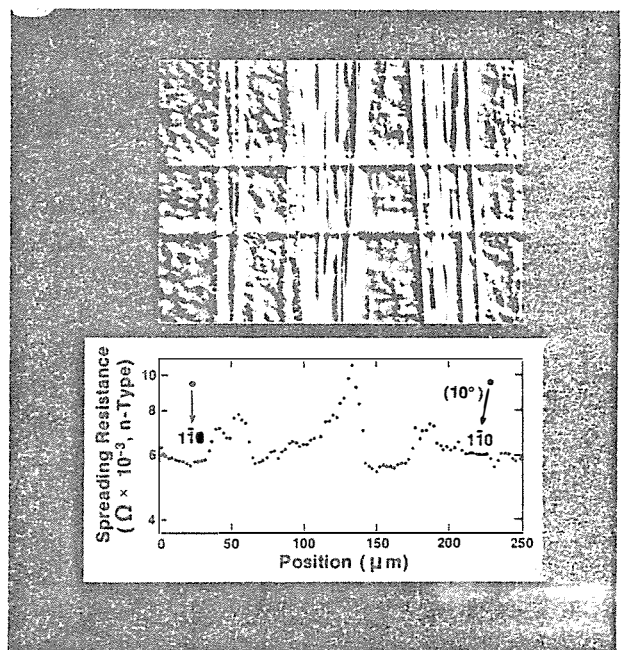 Spreading Resistance
(Ω × 10⁻³, n-Type)
10
8
6
4
11̄
(10°)
11̄0
0 50 100 150 200 250
Position (µm)